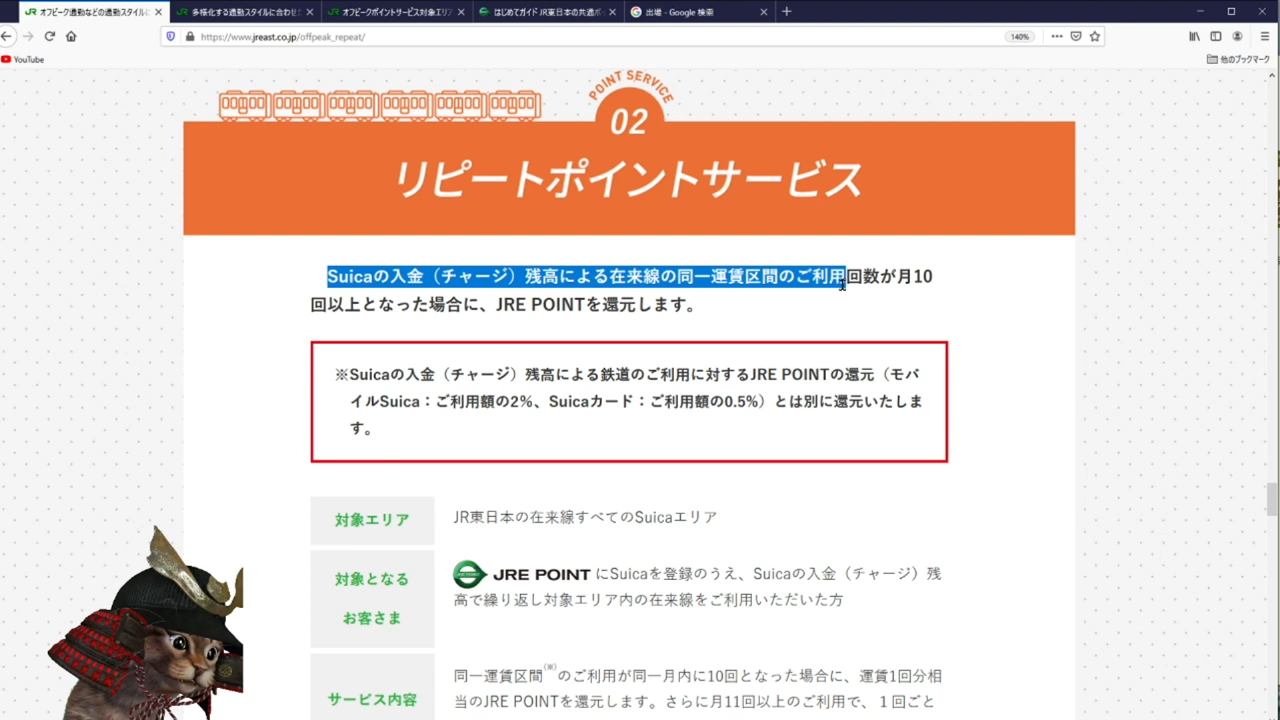 オフピーク通勤などの通勤スタイルに
多様化する通勤スタイルに合わせた
オフピークポイントサービス対象エリア
はじめてガイド JR東日本の共通ポ
出場 - Google 検索
https://www.jreast.co.jp/offpeak_repeat/
140%
YouTube
他のブックマーク
POINT SERVICE
02
リピートポイントサービス
Suicaの入金（チャージ）残高による在来線の同一運賃区間のご利用回数が月10
回以上となった場合に、JRE POINTを還元します。
※Suicaの入金（チャージ）残高による鉄道のご利用に対するJRE POINTの還元（モバ
イルSuica：ご利用額の2%、Suicaカード：ご利用額の0.5%）とは別に還元いたしま
す。
対象エリア
JR東日本の在来線すべてのSuicaエリア
対象となる
お客さま
JRE POINT にSuicaを登録のうえ、Suicaの入金（チャージ）残
高で繰り返し対象エリア内の在来線をご利用いただいた方
サービス内容
同一運賃区間(※)のご利用が同一月内に10回となった場合に、運賃1回分相
当のJRE POINTを還元します。さらに月11回以上のご利用で、１回ごと